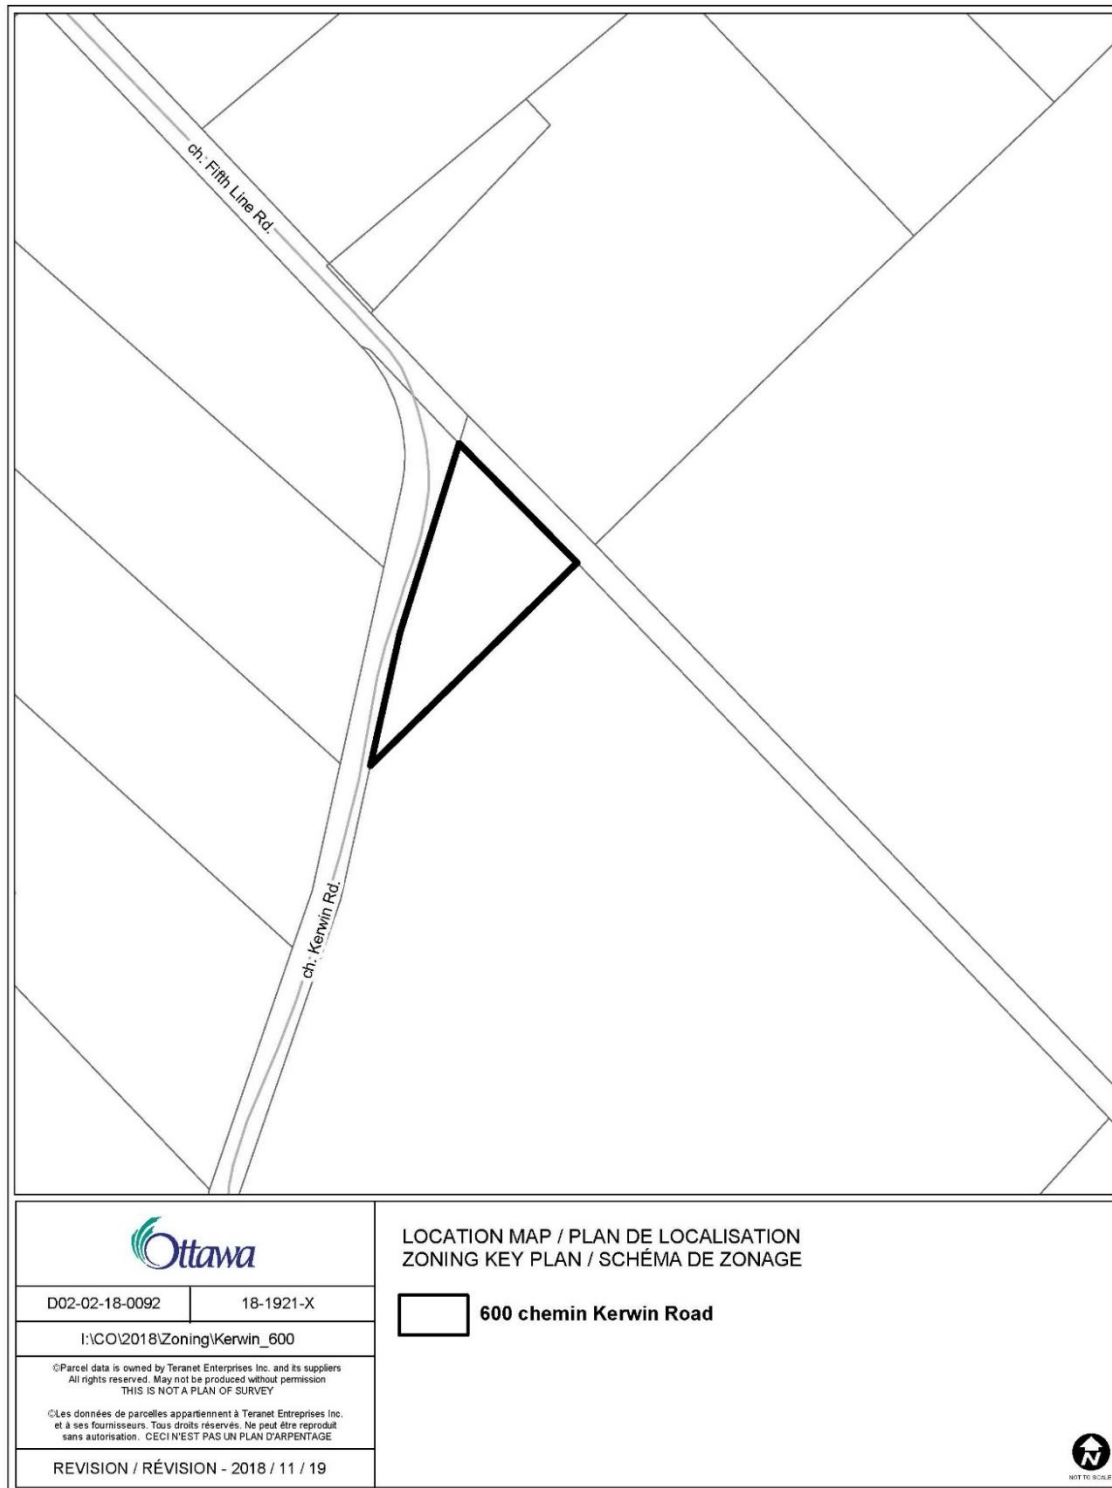 ch. Fifth Line Rd.
ch. Kerwin Rd.
Ottawa
D02-02-18-0092
18-1921-X
I:\CO\2018\Zoning\Kerwin_600
©Parcel data is owned by Teranet Enterprises Inc. and its suppliers
All rights reserved. May not be produced without permission
THIS IS NOT A PLAN OF SURVEY
©Les données de parcelles appartiennent à Teranet Entreprises Inc.
et à ses fournisseurs. Tous droits réservés. Ne peut être reproduit
sans autorisation. CECI N'EST PAS UN PLAN D'ARPENTAGE
REVISION / RÉVISION - 2018 / 11 / 19
LOCATION MAP / PLAN DE LOCALISATION
ZONING KEY PLAN / SCHÉMA DE ZONAGE
600 chemin Kerwin Road
N
NOT TO SCALE